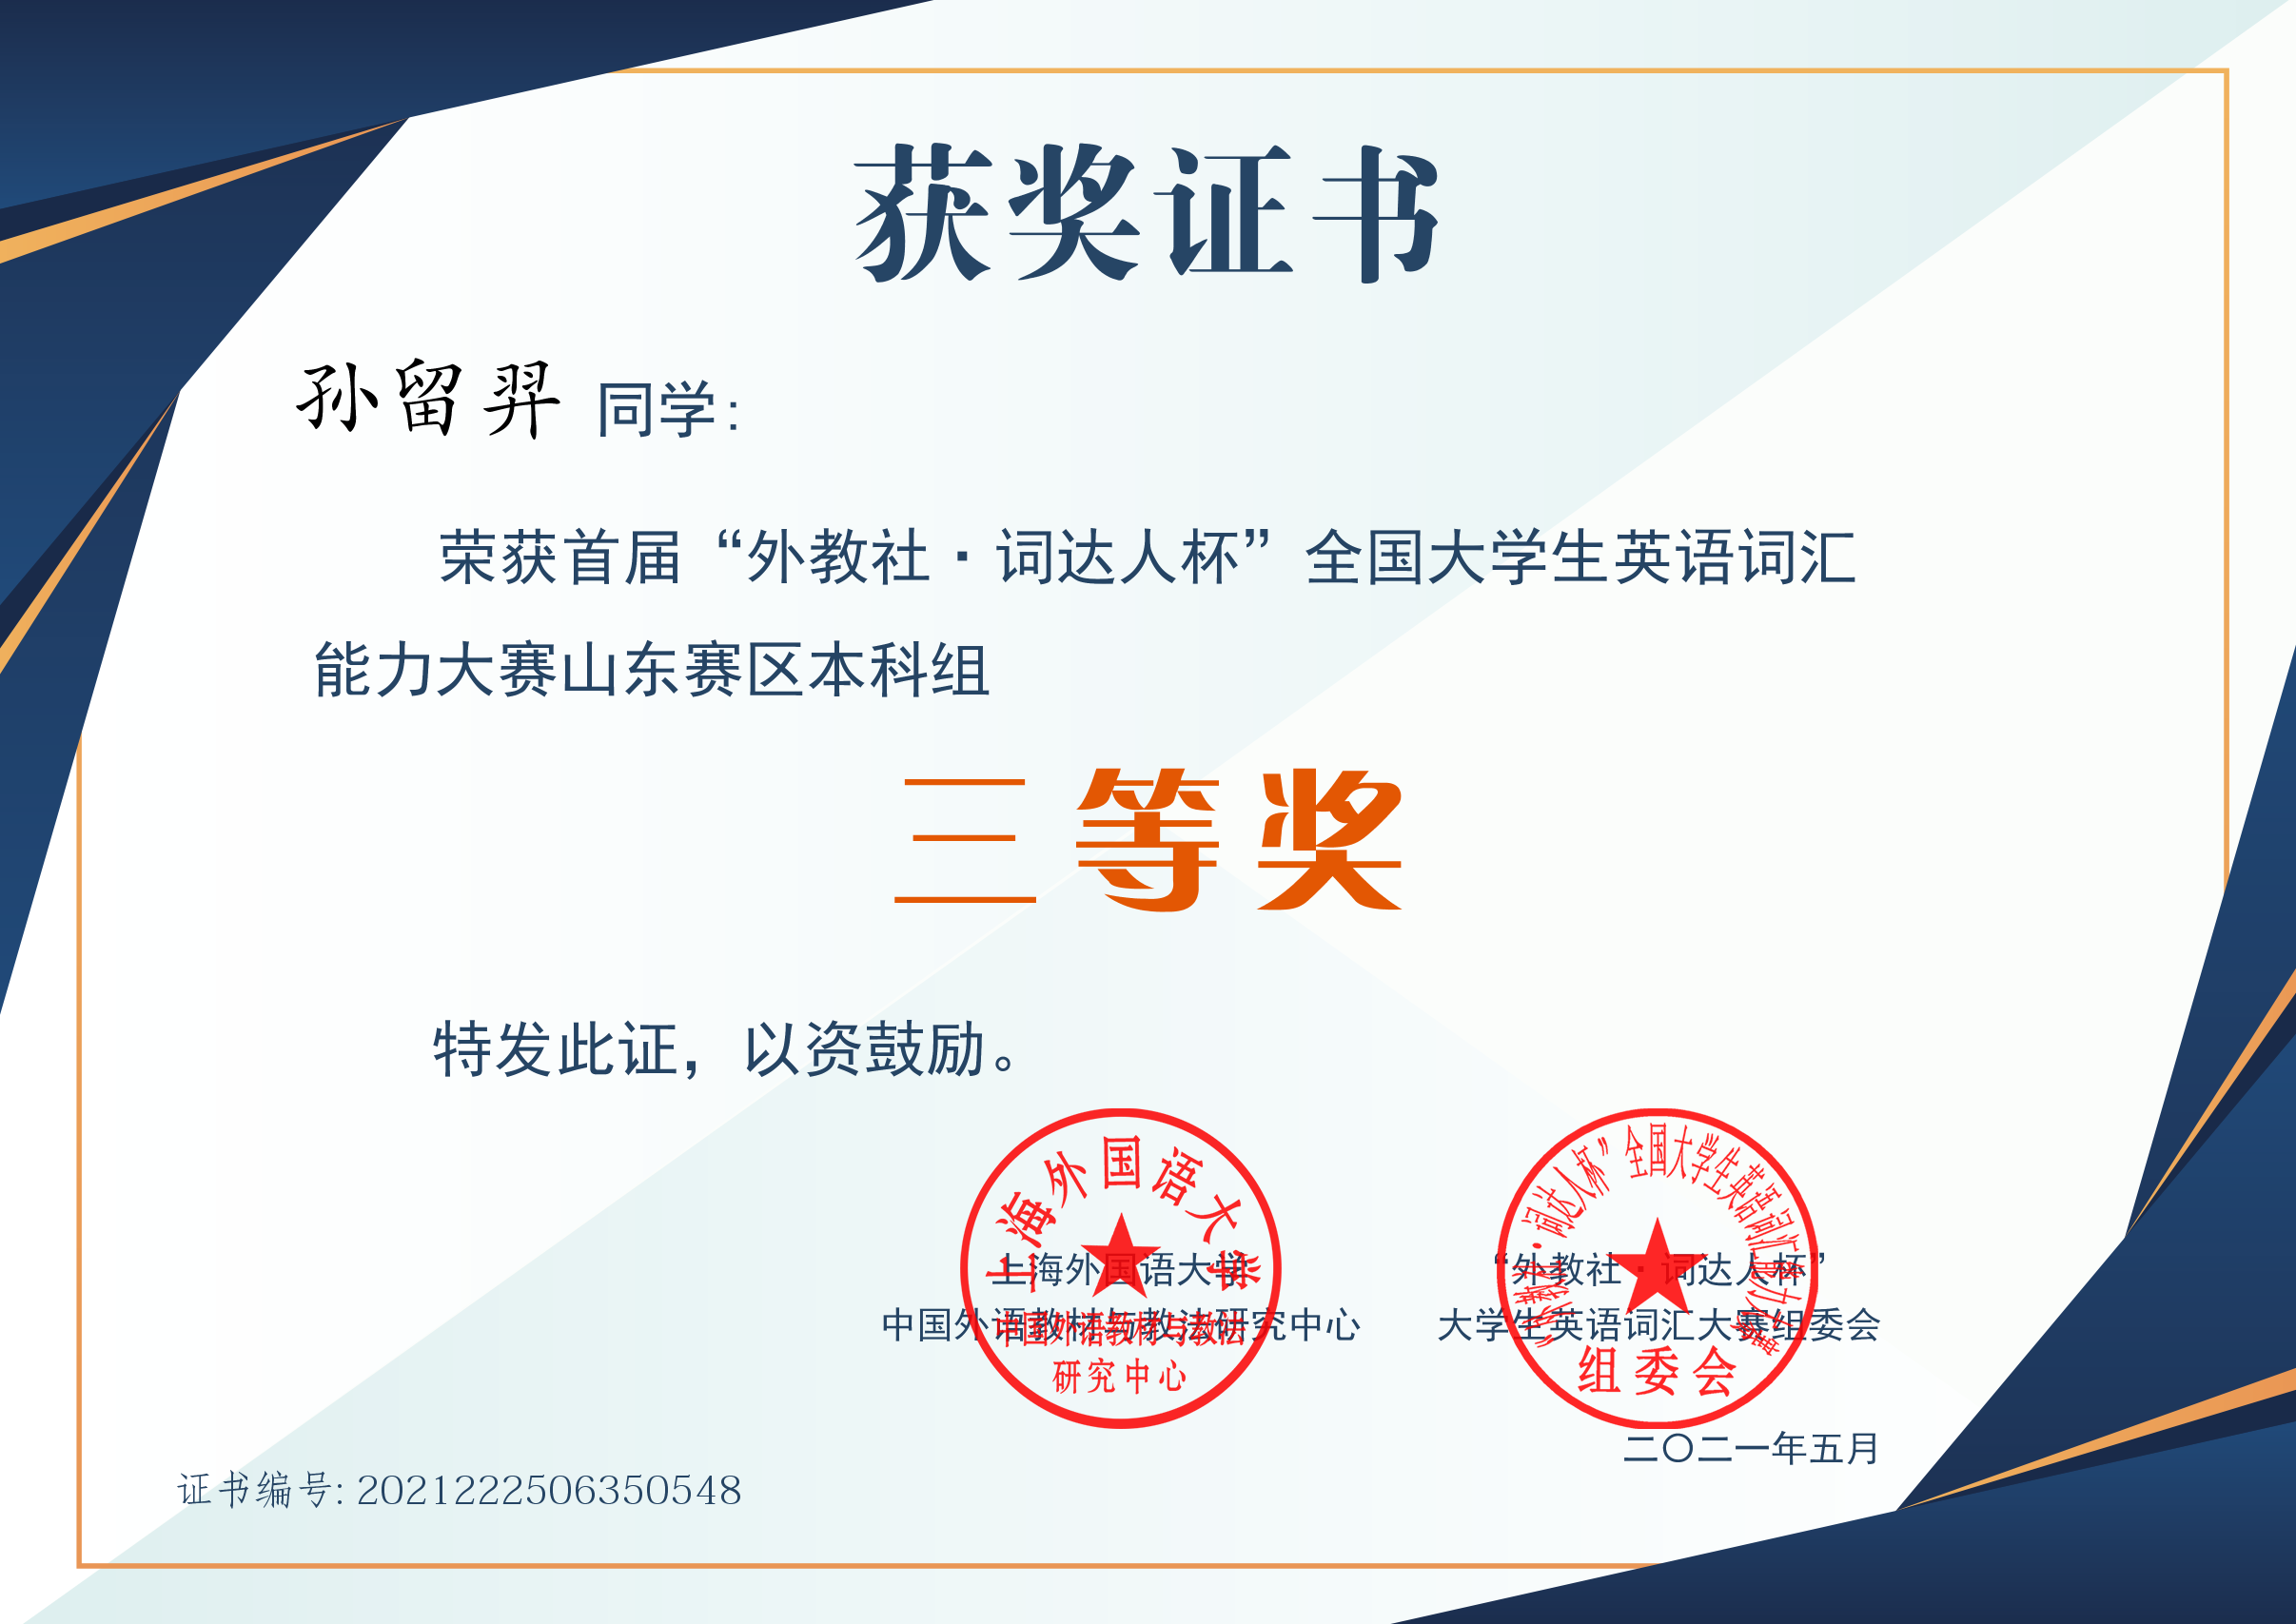 获奖证书
孙留羿 同学：
荣获首届“外教社·词达人杯”全国大学生英语词汇
能力大赛山东赛区本科组
三等奖
特发此证，以资鼓励。
上海外国语大学
中国外语教材与教法研究中心
“外教社·词达人杯”
大学生英语词汇大赛组委会
上海外国语大学
中国外语教材与教法
研究中心
“外教社·词达人杯”全国大学生英语词汇能力大赛
组委会
二〇二一年五月
证书编号: 2021222506350548